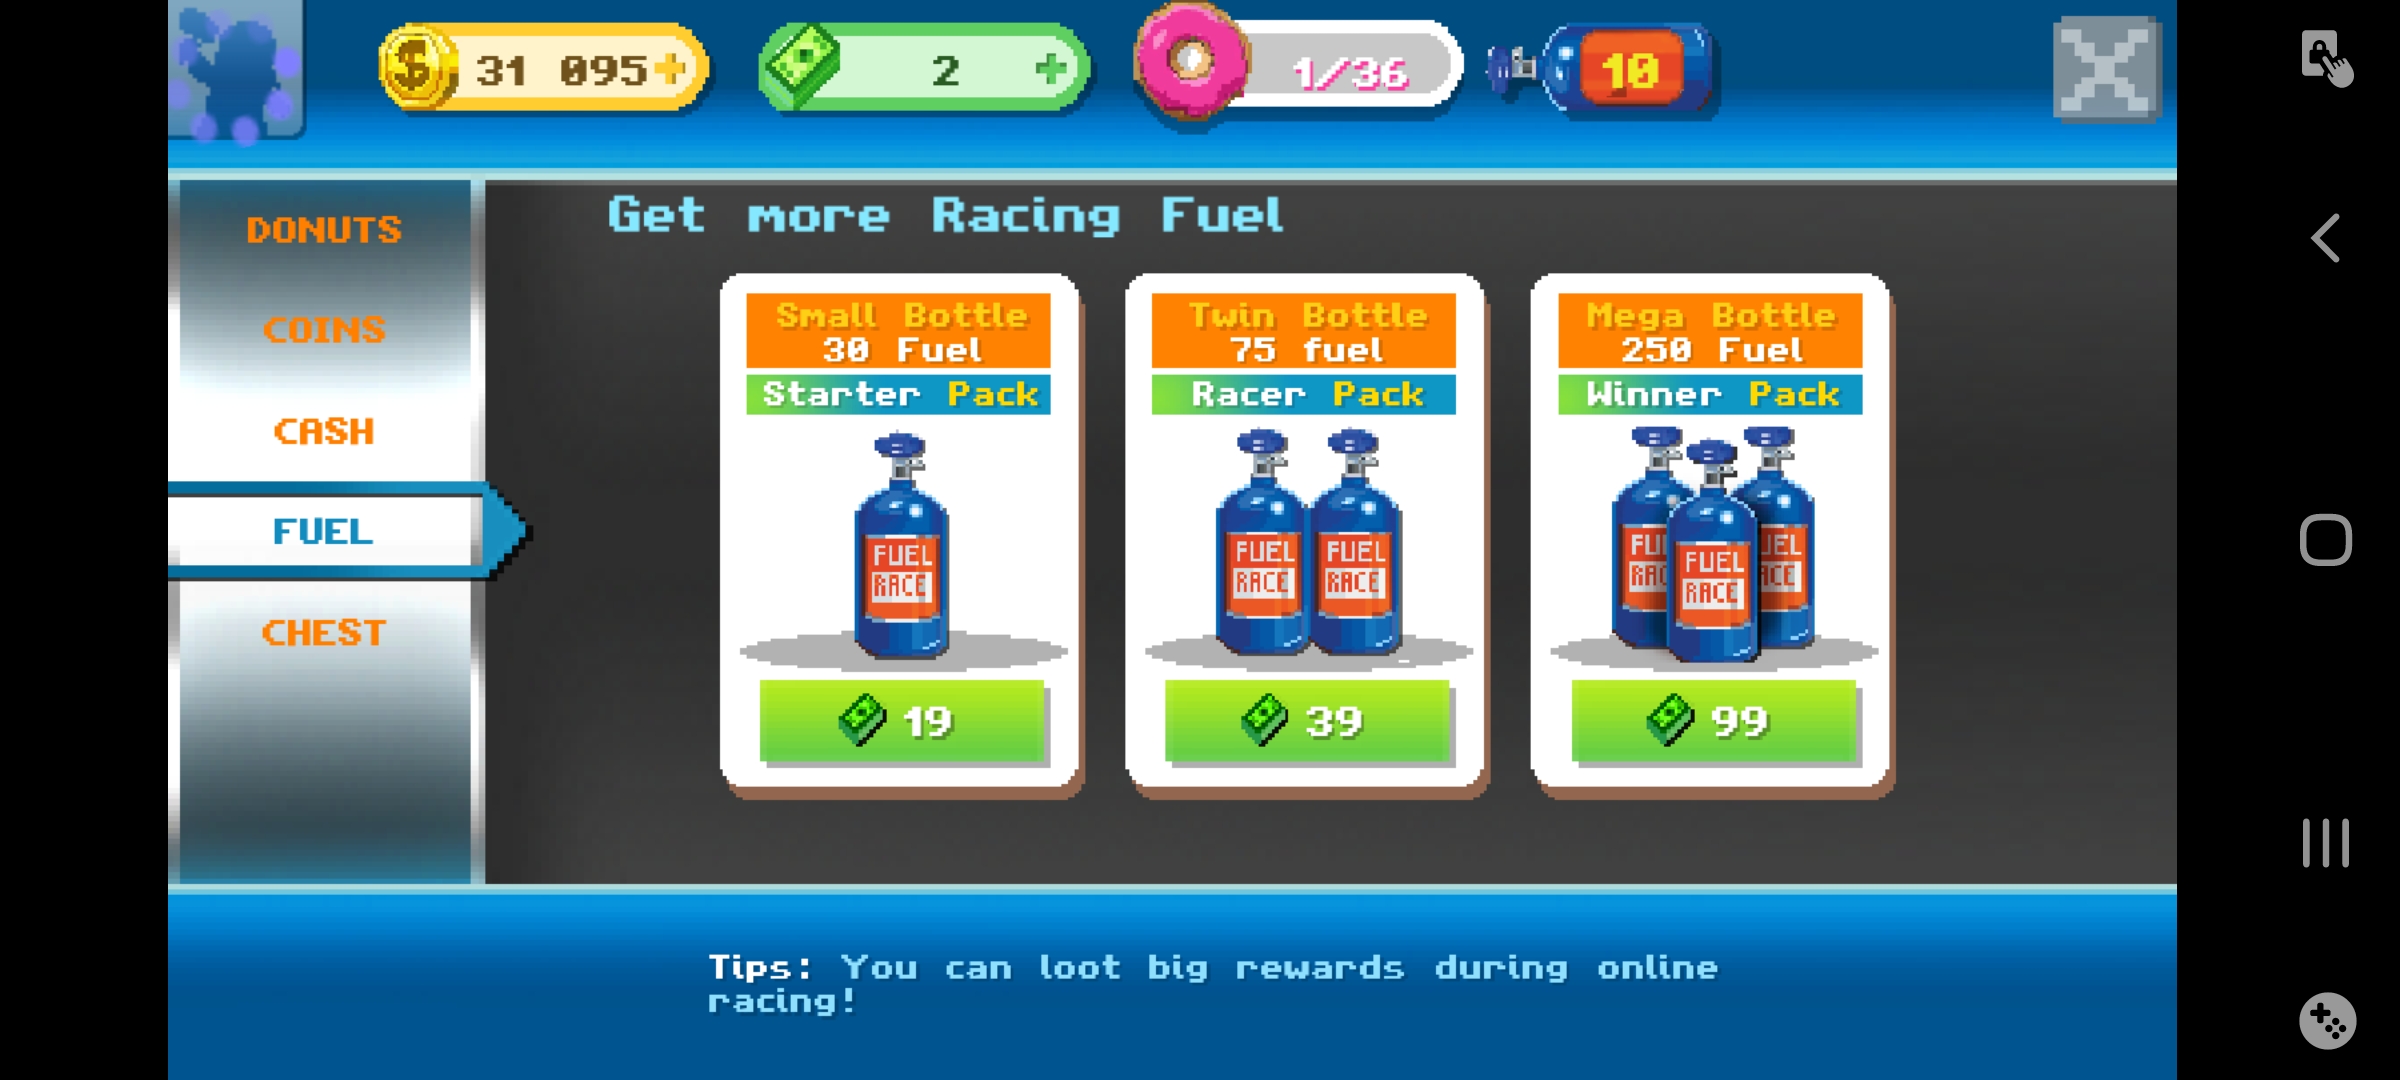 31 095
2
1/36
10
DONUTS
COINS
CASH
FUEL
CHEST
Get more Racing Fuel
Small Bottle
30 Fuel
Starter Pack
FUEL
RACE
19
Twin Bottle
75 fuel
Racer Pack
FUEL FUEL
RACE RACE
39
Mega Bottle
250 Fuel
Winner Pack
FUEL
RACE
99
Tips: You can loot big rewards during online
racing!